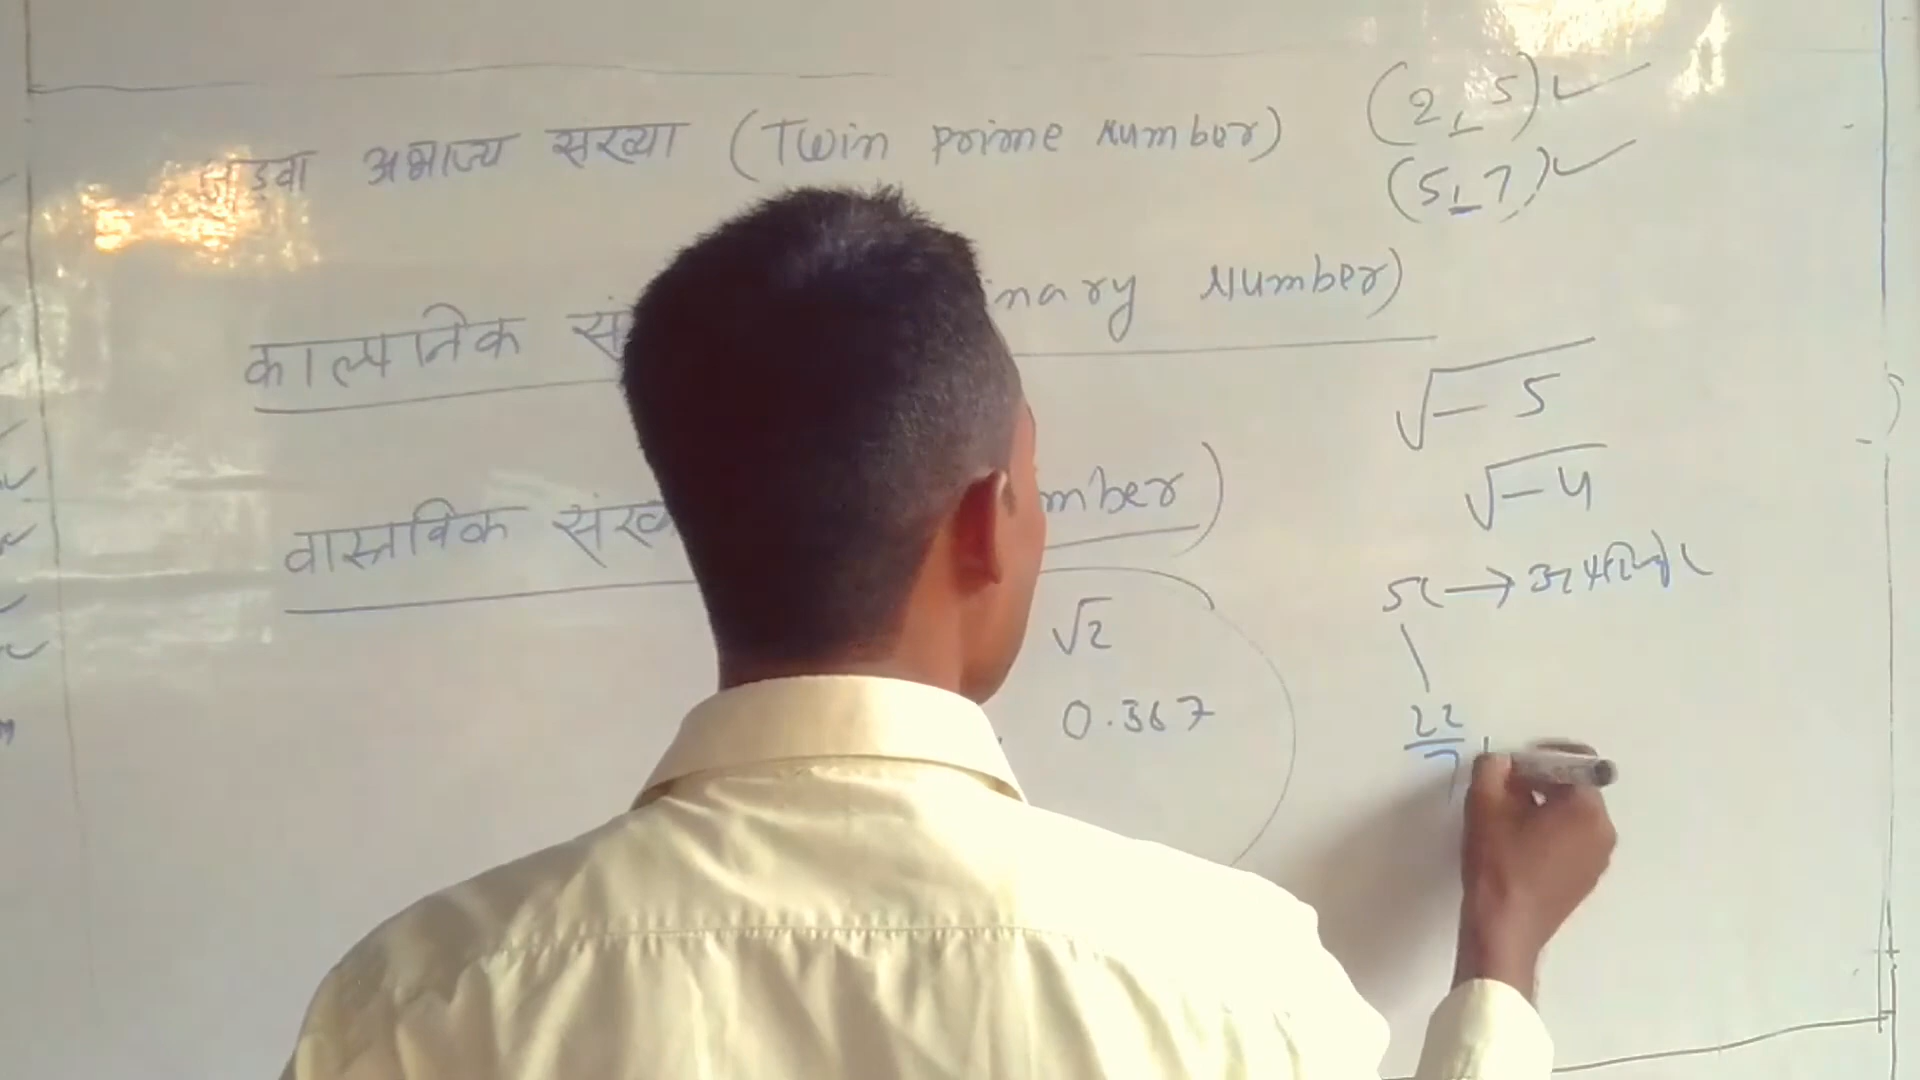 अभाज्य संख्या (Twin prime Number) (2, 5)
(5, 7)
काल्पनिक nary Number)
√-5
वास्तविक संख्य mber)
√-4
√2
0.367
22
7